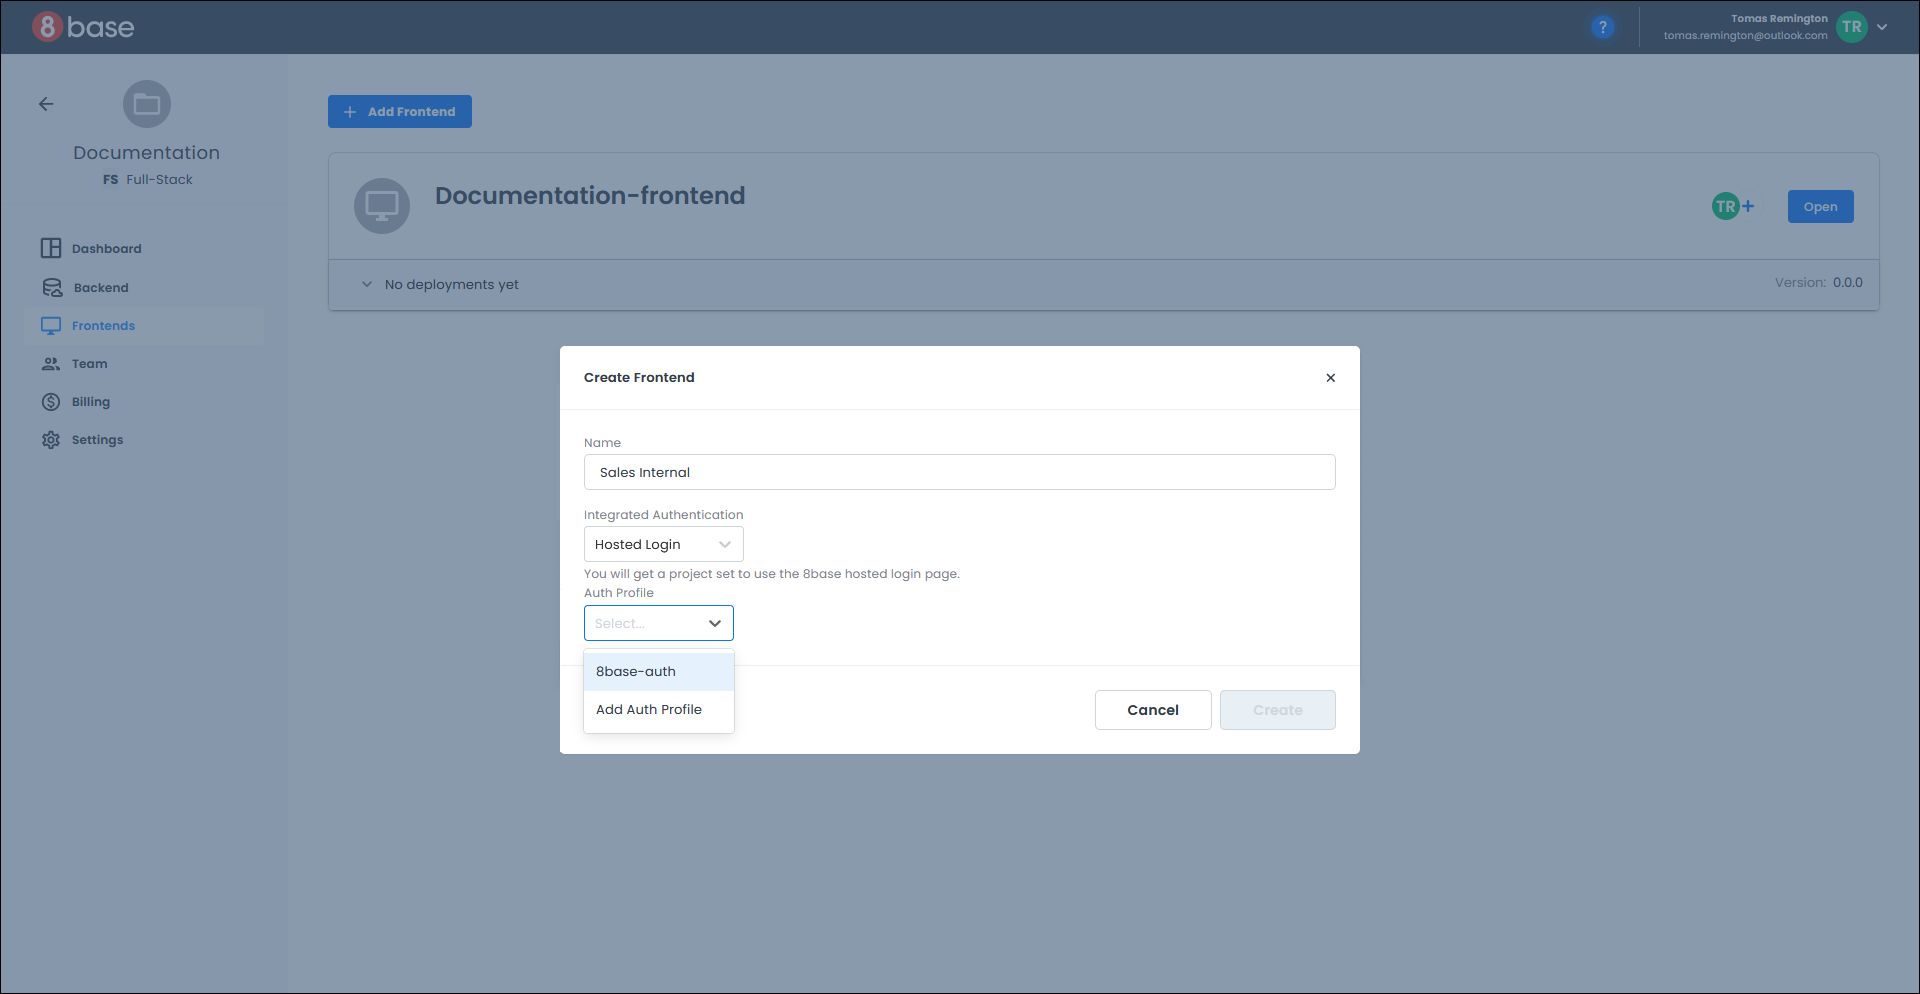 8base
?
Tomas Remington
tomas.remington@outlook.com
TR
Documentation
FS Full-Stack
Dashboard
Backend
Frontends
Team
Billing
Settings
+ Add Frontend
Documentation-frontend
TR +
Open
No deployments yet
Version: 0.0.0
Create Frontend
×
Name
Sales Internal
Integrated Authentication
Hosted Login
You will get a project set to use the 8base hosted login page.
Auth Profile
Select...
8base-auth
Add Auth Profile
Cancel
Create